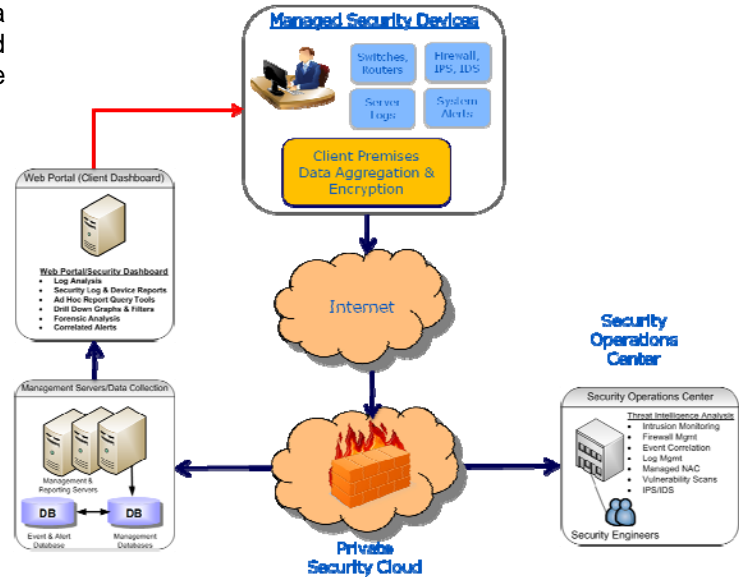 a
d
e
Managed Security Devices
Switches,
Routers
Firewall,
IPS, IDS
Server
Logs
System
Alerts
Client Premises
Data Aggregation &
Encryption
Web Portal (Client Dashboard)
Web Portal/Security Dashboard
• Log Analysis
• Security Log & Device Reports
• Ad Hoc Report Query Tools
• Drill Down Graphs & Filters
• Forensic Analysis
• Correlated Alerts
Internet
Security
Operations
Center
Management Servers/Data Collection
Management &
Reporting Servers
DB
DB
Event & Alert
Database
Management
Databases
Private
Security Cloud
Security Operations Center
Threat Intelligence Analysis
• Intrusion Monitoring
• Firewall Mgmt
• Event Correlation
• Log Mgmt
• Managed NAC
• Vulnerability Scans
• IPS/IDS
Security Engineers